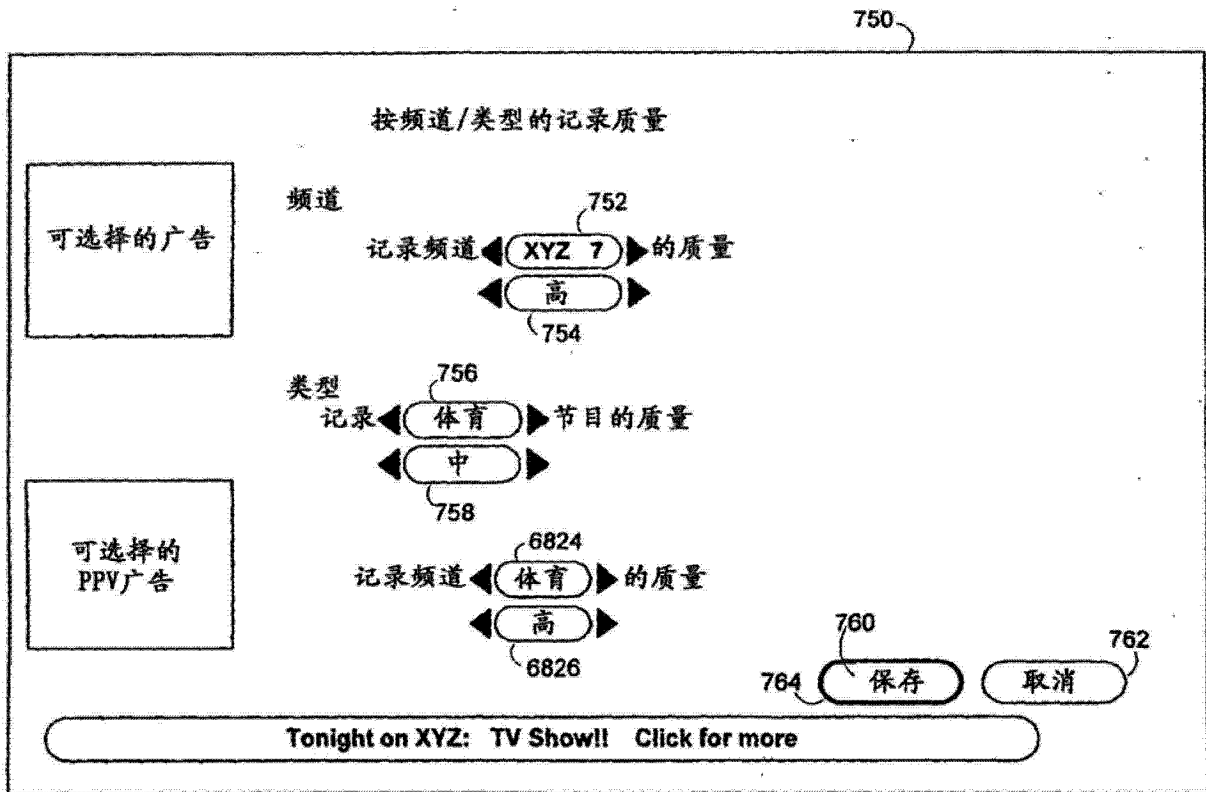 750
按频道/类型的记录质量
可选择的广告
频道
752
记录频道 XYZ 7 的质量
高
754
类型
756
记录 体育 节目的质量
中
758
可选择的
PPV广告
6824
记录频道 体育 的质量
高
6826
760
762
764
保存
取消
Tonight on XYZ: TV Show!! Click for more